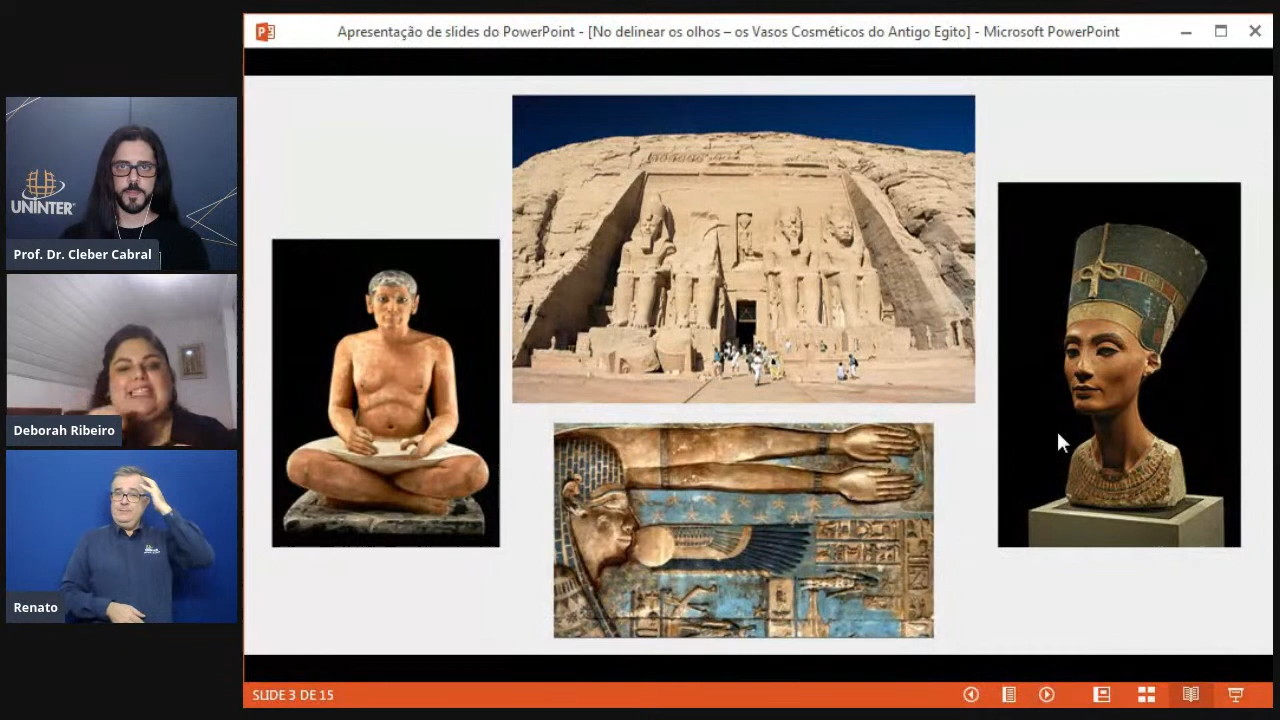 Apresentação de slides do PowerPoint - [No delinear os olhos – os Vasos Cosméticos do Antigo Egito] - Microsoft PowerPoint
UNINTER
Prof. Dr. Cleber Cabral
Deborah Ribeiro
Renato
SLIDE 3 DE 15